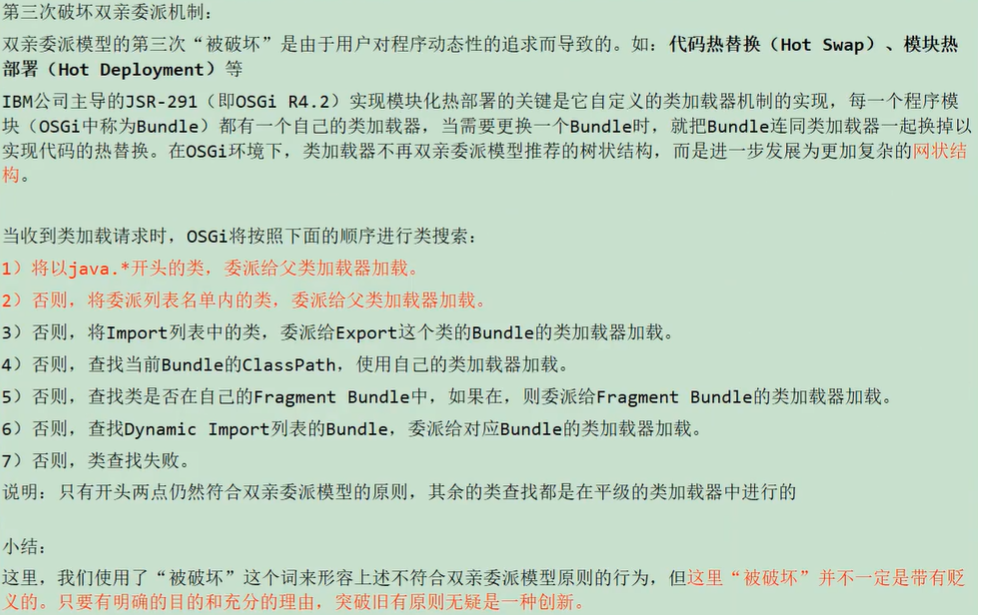 第三次破坏双亲委派机制：
双亲委派模型的第三次“被破坏”是由于用户对程序动态性的追求而导致的。如：代码热替换（Hot Swap）、模块热
部署（Hot Deployment）等
IBM公司主导的JSR-291（即OSGi R4.2）实现模块化热部署的关键是它自定义的类加载器机制的实现，每一个程序模
块（OSGi中称为Bundle）都有一个自己的类加载器，当需要更换一个Bundle时，就把Bundle连同类加载器一起换掉以
实现代码的热替换。在OSGi环境下，类加载器不再双亲委派模型推荐的树状结构，而是进一步发展为更加复杂的网状结
构。
当收到类加载请求时，OSGi将按照下面的顺序进行类搜索：
1）将以java.*开头的类，委派给父类加载器加载。
2）否则，将委派列表名单内的类，委派给父类加载器加载。
3）否则，将Import列表中的类，委派给Export这个类的Bundle的类加载器加载。
4）否则，查找当前Bundle的ClassPath，使用自己的类加载器加载。
5）否则，查找类是否在自己的Fragment Bundle中，如果在，则委派给Fragment Bundle的类加载器加载。
6）否则，查找Dynamic Import列表的Bundle，委派给对应Bundle的类加载器加载。
7）否则，类查找失败。
说明：只有开头两点仍然符合双亲委派模型的原则，其余的类查找都是在平级的类加载器中进行的
小结：
这里，我们使用了“被破坏”这个词来形容上述不符合双亲委派模型原则的行为，但这里“被破坏”并不一定是带有贬
义的。只要有明确的目的和充分的理由，突破旧有原则无疑是一种创新。